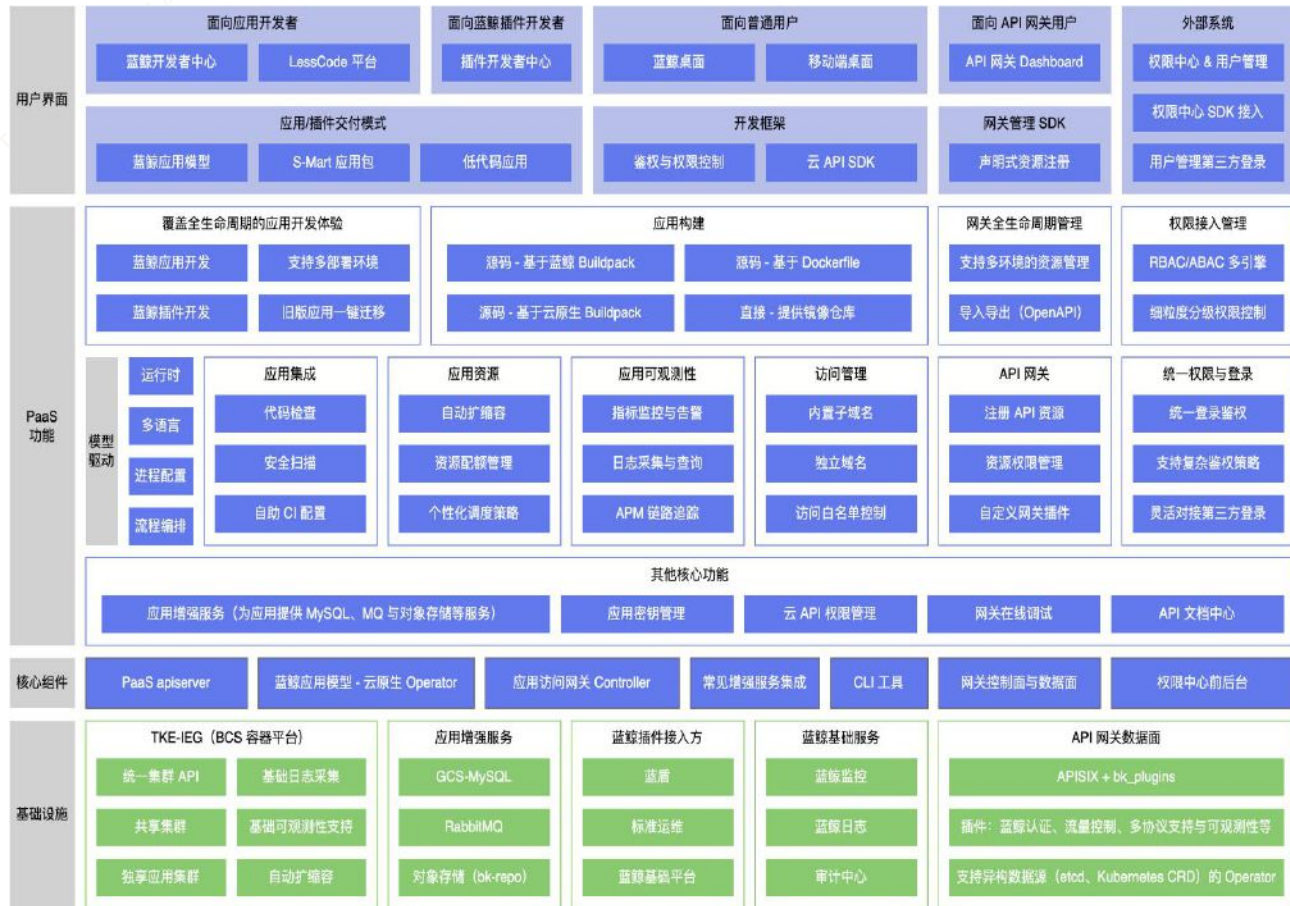 用户界面
面向应用开发者
蓝鲸开发者中心
LessCode 平台
面向蓝鲸插件开发者
插件开发者中心
面向普通用户
蓝鲸桌面
移动端桌面
面向 API 网关用户
API 网关 Dashboard
外部系统
权限中心 & 用户管理
权限中心 SDK 接入
用户管理第三方登录
应用/插件交付模式
蓝鲸应用模型
S-Mart 应用包
低代码应用
开发框架
鉴权与权限控制
云 API SDK
网关管理 SDK
声明式资源注册
PaaS
功能
覆盖全生命周期的应用开发体验
蓝鲸应用开发
支持多部署环境
蓝鲸插件开发
旧版应用一键迁移
应用构建
源码 - 基于蓝鲸 Buildpack
源码 - 基于 Dockerfile
源码 - 基于云原生 Buildpack
直接 - 提供镜像仓库
网关全生命周期管理
支持多环境的资源管理
导入导出（OpenAPI）
权限接入管理
RBAC/ABAC 多引擎
细粒度分级权限控制
模型
驱动
运行时
多语言
进程配置
流程编排
应用集成
代码检查
安全扫描
自助 CI 配置
应用资源
自动扩缩容
资源配额管理
个性化调度策略
应用可观测性
指标监控与告警
日志采集与查询
APM 链路追踪
访问管理
内置子域名
独立域名
访问白名单控制
API 网关
注册 API 资源
资源权限管理
自定义网关插件
统一权限与登录
统一登录鉴权
支持复杂鉴权策略
灵活对接第三方登录
其他核心功能
应用增强服务（为应用提供 MySQL、MQ 与对象存储等服务）
应用密钥管理
云 API 权限管理
网关在线调试
API 文档中心
核心组件
PaaS apiserver
蓝鲸应用模型 - 云原生 Operator
应用访问网关 Controller
常见增强服务集成
CLI 工具
网关控制面与数据面
权限中心前后台
基础设施
TKE-IEG（BCS 容器平台）
统一集群 API
基础日志采集
共享集群
基础可观测性支持
独享应用集群
自动扩缩容
应用增强服务
GCS-MySQL
RabbitMQ
对象存储（bk-repo）
蓝鲸插件接入方
蓝盾
标准运维
蓝鲸基础平台
蓝鲸基础服务
蓝鲸监控
蓝鲸日志
审计中心
API 网关数据面
APISIX + bk_plugins
插件：蓝鲸认证、流量控制、多协议支持与可观测性等
支持异构数据源（etcd、Kubernetes CRD）的 Operator